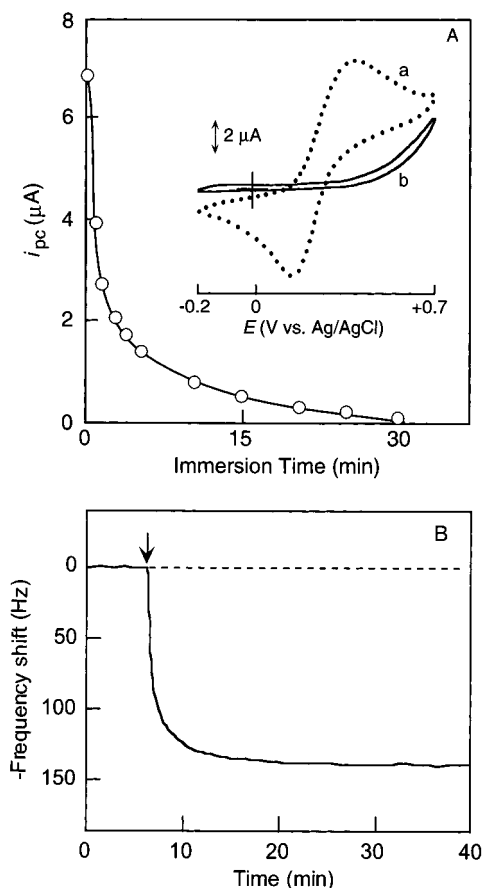 A
8
6
4
2
0
i_pc (μA)
a
2 μA
b
-0.2
0
+0.7
E (V vs. Ag/AgCl)
0
15
30
Immersion Time (min)
B
0
50
100
150
-Frequency shift (Hz)
0
10
20
30
40
Time (min)